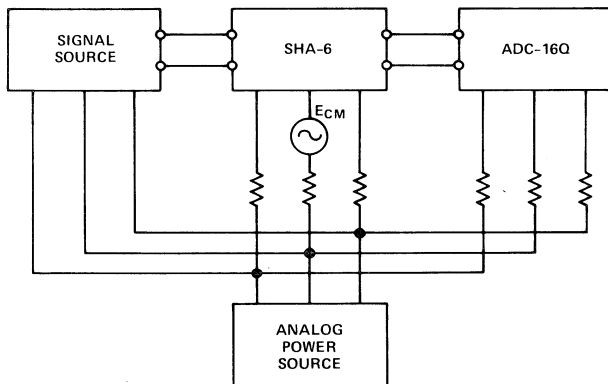 SIGNAL
SOURCE
SHA-6
ADC-16Q
ECM
ANALOG
POWER
SOURCE